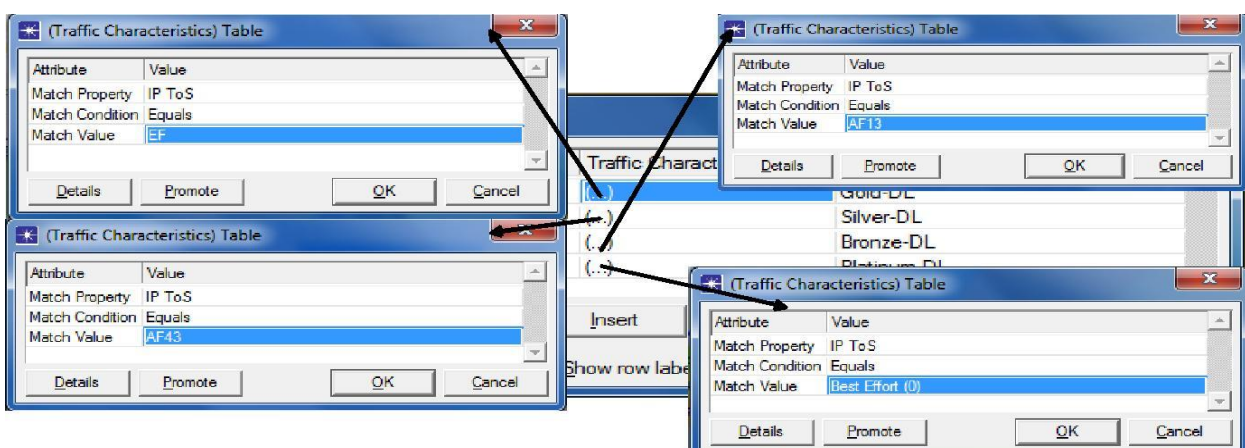 (Traffic Characteristics) Table
Attribute Value
Match Property IP ToS
Match Condition Equals
Match Value EF
Details Promote OK Cancel
(Traffic Characteristics) Table
Attribute Value
Match Property IP ToS
Match Condition Equals
Match Value AF13
Details Promote OK Cancel
Traffic Charact
(...) Gold-DL
(...) Silver-DL
(...) Bronze-DL
(...) Platinum-DL
Insert
Show row labe
(Traffic Characteristics) Table
Attribute Value
Match Property IP ToS
Match Condition Equals
Match Value AF43
Details Promote OK Cancel
(Traffic Characteristics) Table
Attribute Value
Match Property IP ToS
Match Condition Equals
Match Value Best Effort (0)
Details Promote OK Cancel